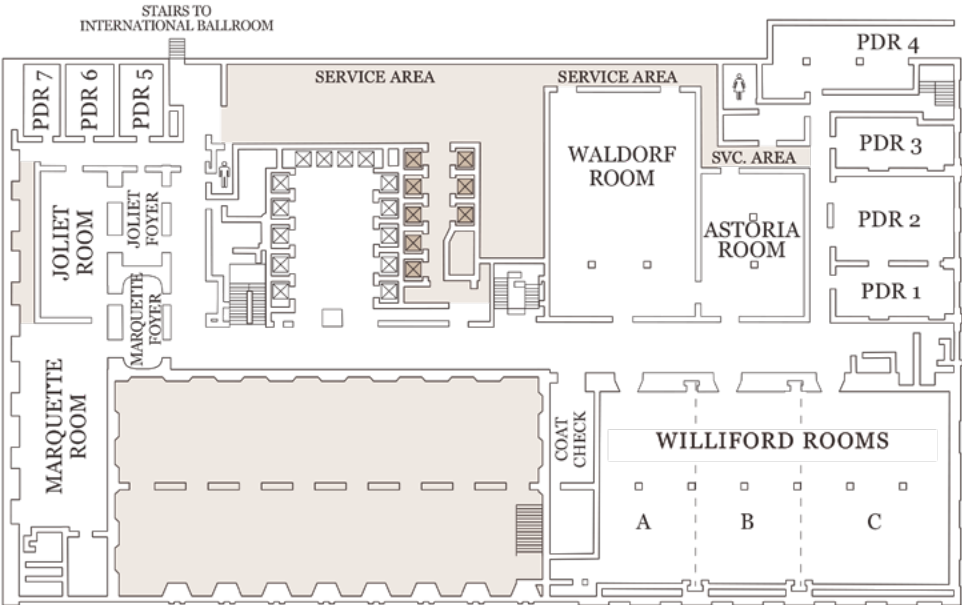 STAIRS TO
INTERNATIONAL BALLROOM
PDR 4
SERVICE AREA
SERVICE AREA
PDR 7
PDR 6
PDR 5
PDR 3
WALDORF
ROOM
SVC. AREA
JOLIET
ROOM
JOLIET
FOYER
ASTORIA
ROOM
PDR 2
PDR 1
MARQUETTE
FOYER
MARQUETTE
ROOM
COAT
CHECK
WILLIFORD ROOMS
A
B
C